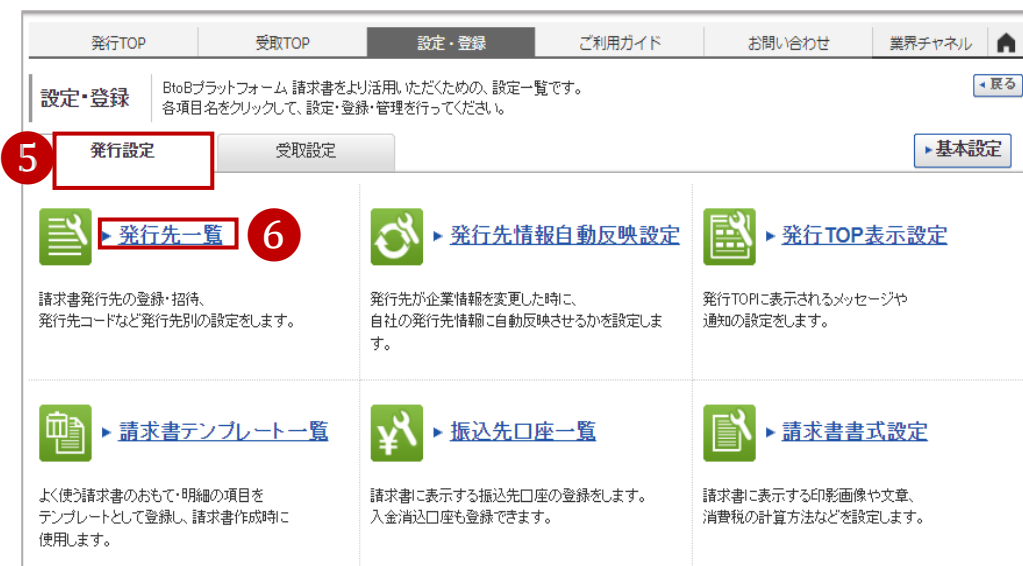 発行TOP 受取TOP 設定・登録 ご利用ガイド お問い合わせ 業界チャネル
設定・登録
BtoBプラットフォーム 請求書をより活用いただくための、設定一覧です。
各項目名をクリックして、設定・登録・管理を行ってください。
戻る
5 発行設定 受取設定 基本設定
発行先一覧 6
請求書発行先の登録・招待、
発行先コードなど発行先別の設定をします。
発行先情報自動反映設定
発行先が企業情報を変更した時に、
自社の発行先情報に自動反映させるかを設定しま
す。
発行TOP表示設定
発行TOPに表示されるメッセージや
通知の設定をします。
請求書テンプレート一覧
よく使う請求書のおもて・明細の項目を
テンプレートとして登録し、請求書作成時に
使用します。
振込先口座一覧
請求書に表示する振込先口座の登録をします。
入金消込口座も登録できます。
請求書書式設定
請求書に表示する印影画像や文章、
消費税の計算方法などを設定します。